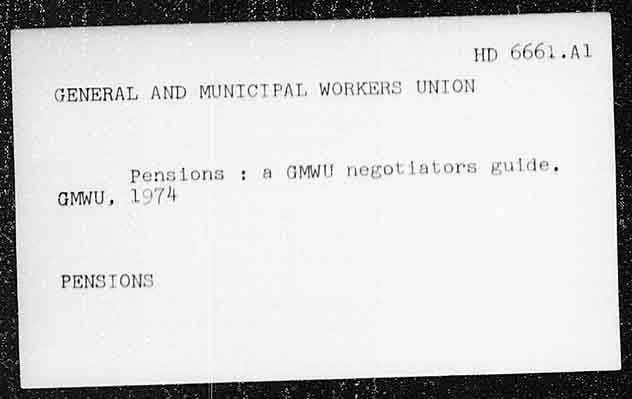 HD 6661.A1
GENERAL AND MUNICIPAL WORKERS UNION
Pensions : a GMWU negotiators guide.
GMWU, 1974
PENSIONS